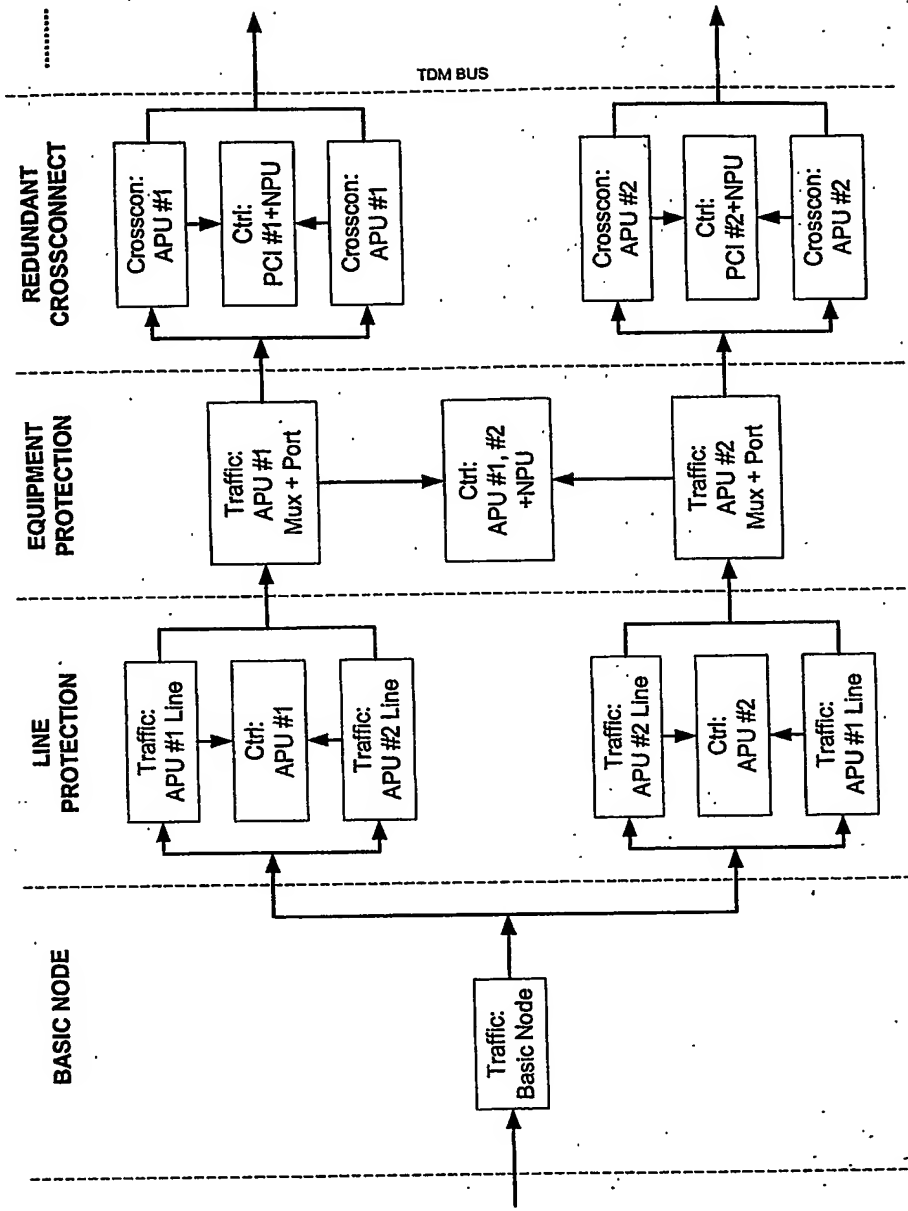 BASIC NODE
Traffic:
Basic Node
LINE
PROTECTION
Traffic:
APU #1 Line
Ctrl:
APU #1
Traffic:
APU #2 Line
Traffic:
APU #2 Line
Ctrl:
APU #2
Traffic:
APU #1 Line
EQUIPMENT
PROTECTION
Traffic:
APU #1
Mux + Port
Ctrl:
APU #1, #2
+NPU
Traffic:
APU #2
Mux + Port
REDUNDANT
CROSSCONNECT
Crosscon:
APU #1
Ctrl:
PCI #1+NPU
Crosscon:
APU #1
Crosscon:
APU #2
Ctrl:
PCI #2+NPU
Crosscon:
APU #2
TDM BUS
..........